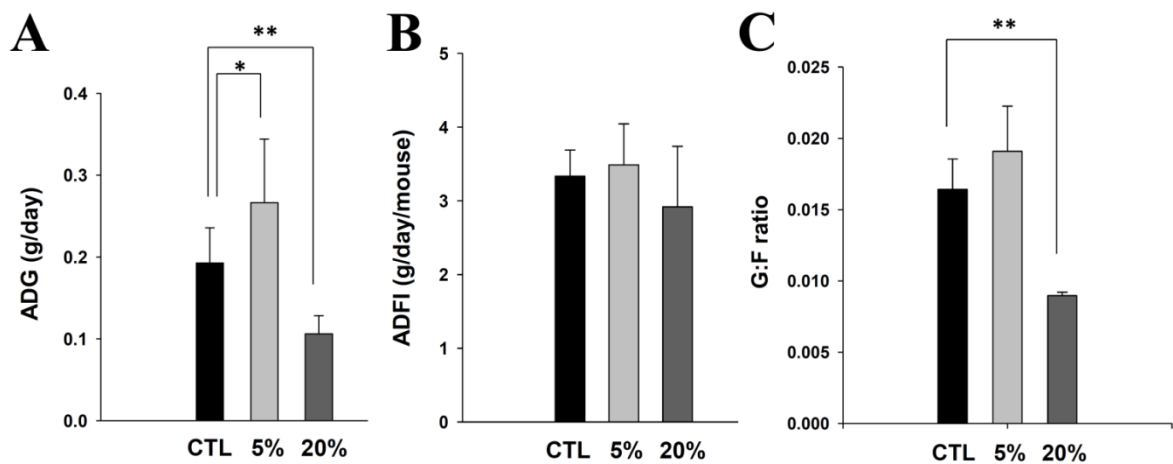 A
**
*
0.4
0.3
0.2
0.1
0.0
ADG (g/day)
CTL 5% 20%
B
5
4
3
2
1
0
ADFI (g/day/mouse)
CTL 5% 20%
C
**
0.025
0.020
0.015
0.010
0.005
0.000
G:F ratio
CTL 5% 20%